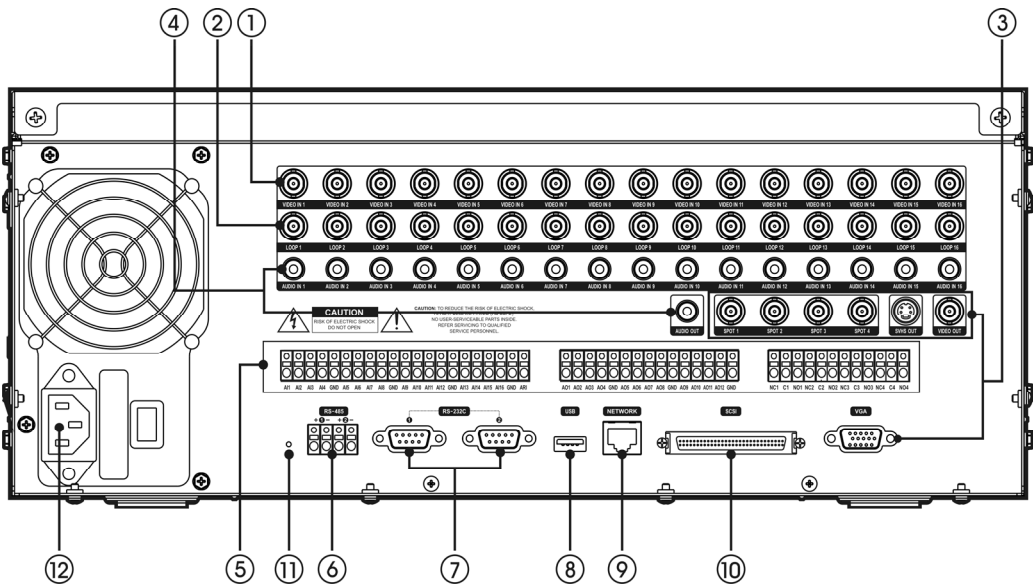 ④ ② ① ③
VIDEO IN 1 VIDEO IN 2 VIDEO IN 3 VIDEO IN 4 VIDEO IN 5 VIDEO IN 6 VIDEO IN 7 VIDEO IN 8 VIDEO IN 9 VIDEO IN 10 VIDEO IN 11 VIDEO IN 12 VIDEO IN 13 VIDEO IN 14 VIDEO IN 15 VIDEO IN 16
LOOP 1 LOOP 2 LOOP 3 LOOP 4 LOOP 5 LOOP 6 LOOP 7 LOOP 8 LOOP 9 LOOP 10 LOOP 11 LOOP 12 LOOP 13 LOOP 14 LOOP 15 LOOP 16
AUDIO IN 1 AUDIO IN 2 AUDIO IN 3 AUDIO IN 4 AUDIO IN 5 AUDIO IN 6 AUDIO IN 7 AUDIO IN 8 AUDIO IN 9 AUDIO IN 10 AUDIO IN 11 AUDIO IN 12 AUDIO IN 13 AUDIO IN 14 AUDIO IN 15 AUDIO IN 16
CAUTION
RISK OF ELECTRIC SHOCK
DO NOT OPEN
CAUTION: TO REDUCE THE RISK OF ELECTRIC SHOCK,
NO USER-SERVICEABLE PARTS INSIDE.
REFER SERVICING TO QUALIFIED
SERVICE PERSONNEL.
AUDIO OUT SPOT 1 SPOT 2 SPOT 3 SPOT 4 SVHS OUT VIDEO OUT
AI1 AI2 AI3 AI4 GND AI5 AI6 AI7 AI8 GND AI9 AI10 AI11 AI12 GND AI13 AI14 AI15 AI16 GND ARI
AO1 AO2 AO3 AO4 GND AO5 AO6 AO7 AO8 GND AO9 AO10 AO11 AO12 GND
NC1 C1 NO1 NC2 C2 NO2 NC3 C3 NO3 NC4 C4 NO4
RS-485 RS-232C USB NETWORK SCSI VGA
+ ① - + ② -
① ②
⑫ ⑤ ⑪ ⑥ ⑦ ⑧ ⑨ ⑩